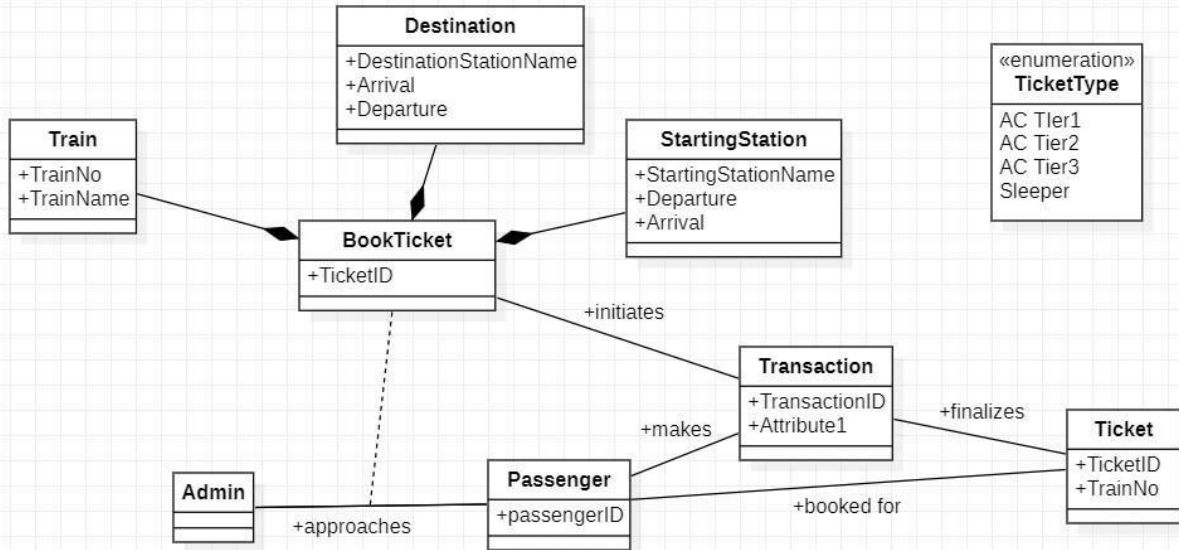 Destination
+DestinationStationName
+Arrival
+Departure
«enumeration»
TicketType
AC TIer1
AC Tier2
AC Tier3
Sleeper
Train
+TrainNo
+TrainName
StartingStation
+StartingStationName
+Departure
+Arrival
BookTicket
+TicketID
+initiates
Transaction
+TransactionID
+Attribute1
+makes
+finalizes
Ticket
+TicketID
+TrainNo
Admin
Passenger
+passengerID
+approaches
+booked for